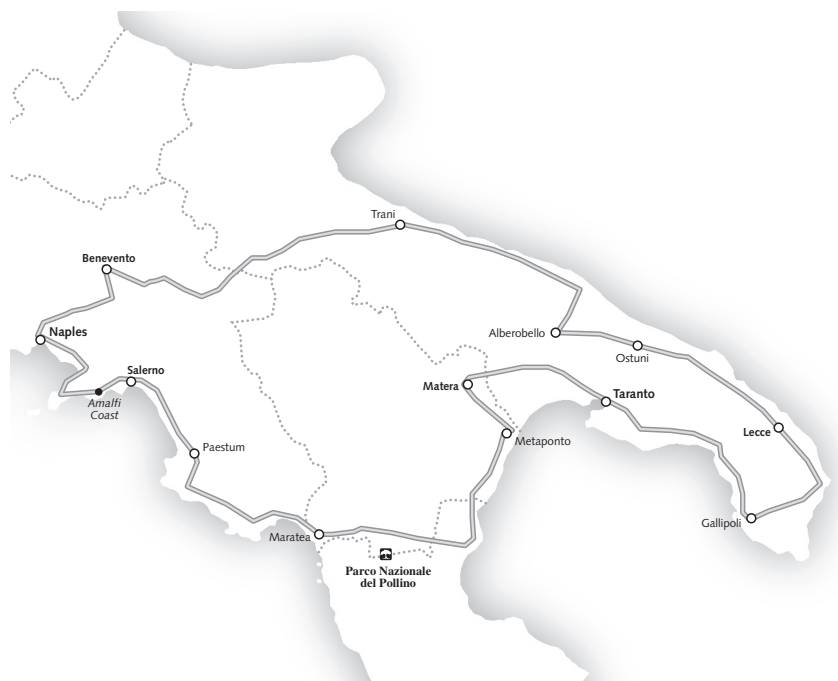 Trani
Benevento
Naples
Alberobello
Ostuni
Salerno
Matera
Taranto
Amalfi
Coast
Paestum
Metaponto
Lecce
Gallipoli
Maratea
Parco Nazionale
del Pollino